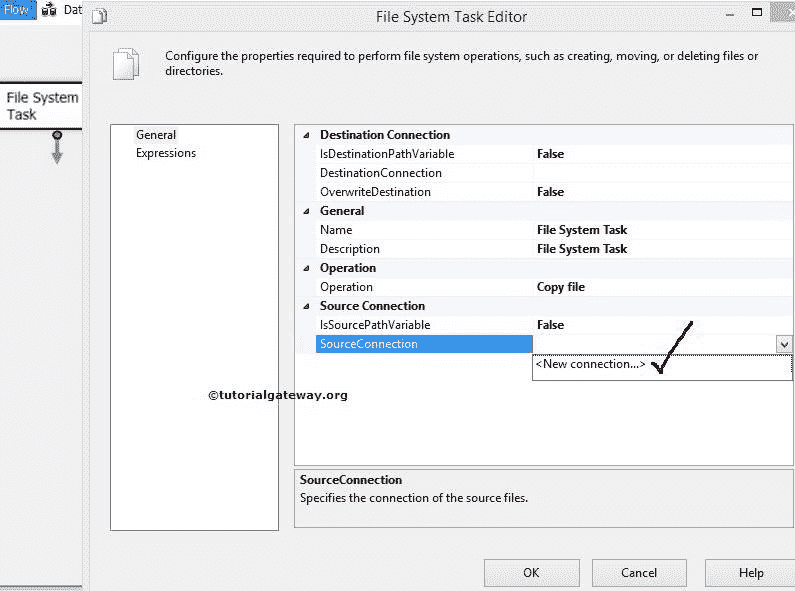 Flow Dat
File System Task Editor
Configure the properties required to perform file system operations, such as creating, moving, or deleting files or
directories.
File System
Task
General
Expressions
Destination Connection
IsDestinationPathVariable False
DestinationConnection
OverwriteDestination False
General
Name File System Task
Description File System Task
Operation
Operation Copy file
Source Connection
IsSourcePathVariable False
SourceConnection
<New connection...>
©tutorialgateway.org
SourceConnection
Specifies the connection of the source files.
OK Cancel Help